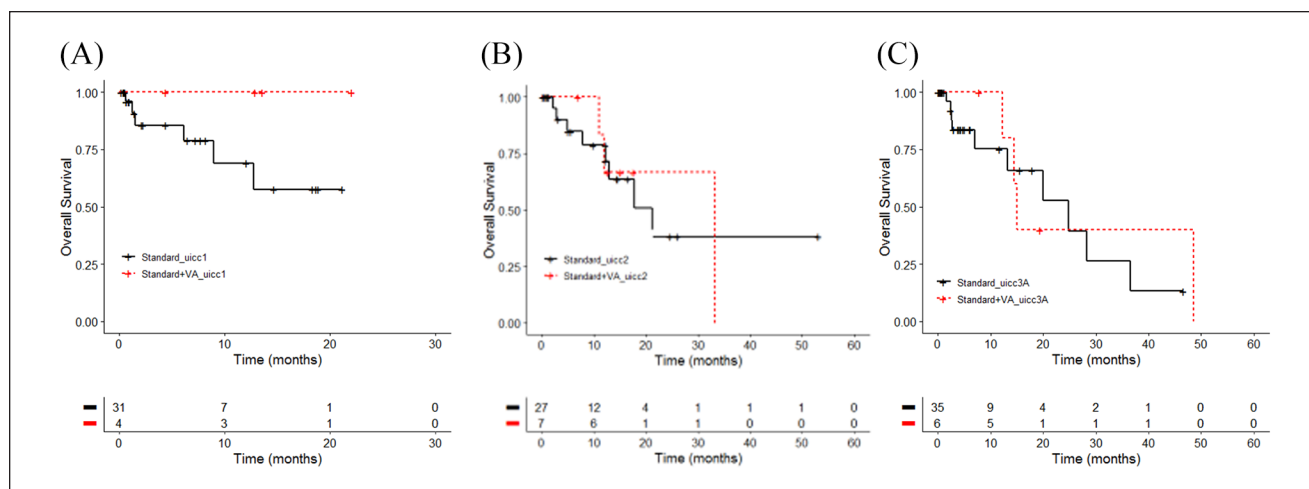 (A)
1.00
0.75
0.50
0.25
0.00
Overall Survival
Standard_uicc1
Standard+VA_uicc1
0 10 20 30
Time (months)
31 7 1 0
4 3 1 0
0 10 20 30
Time (months)
(B)
1.00
0.75
0.50
0.25
0.00
Overall Survival
Standard_uicc2
Standard+VA_uicc2
0 10 20 30 40 50 60
Time (months)
27 12 4 1 1 1 0
7 6 1 1 0 0 0
0 10 20 30 40 50 60
Time (months)
(C)
1.00
0.75
0.50
0.25
0.00
Overall Survival
Standard_uicc3A
Standard+VA_uicc3A
0 10 20 30 40 50 60
Time (months)
35 9 4 2 1 0 0
6 5 1 1 1 0 0
0 10 20 30 40 50 60
Time (months)